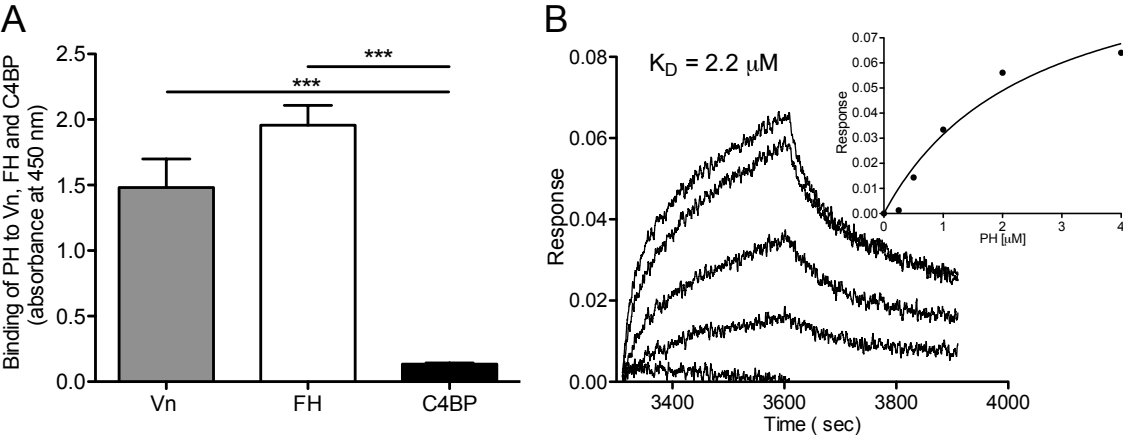 A
Binding of PH to Vn, FH and C4BP
(absorbance at 450 nm)
2.5
2.0
1.5
1.0
0.5
0.0
***
***
Vn FH C4BP
B
K_D = 2.2 µM
Response
0.08
0.06
0.04
0.02
0.00
3400 3600 3800 4000
Time ( sec)
Response
0.07
0.06
0.05
0.04
0.03
0.02
0.01
0.00
0 1 2 3 4
PH [µM]